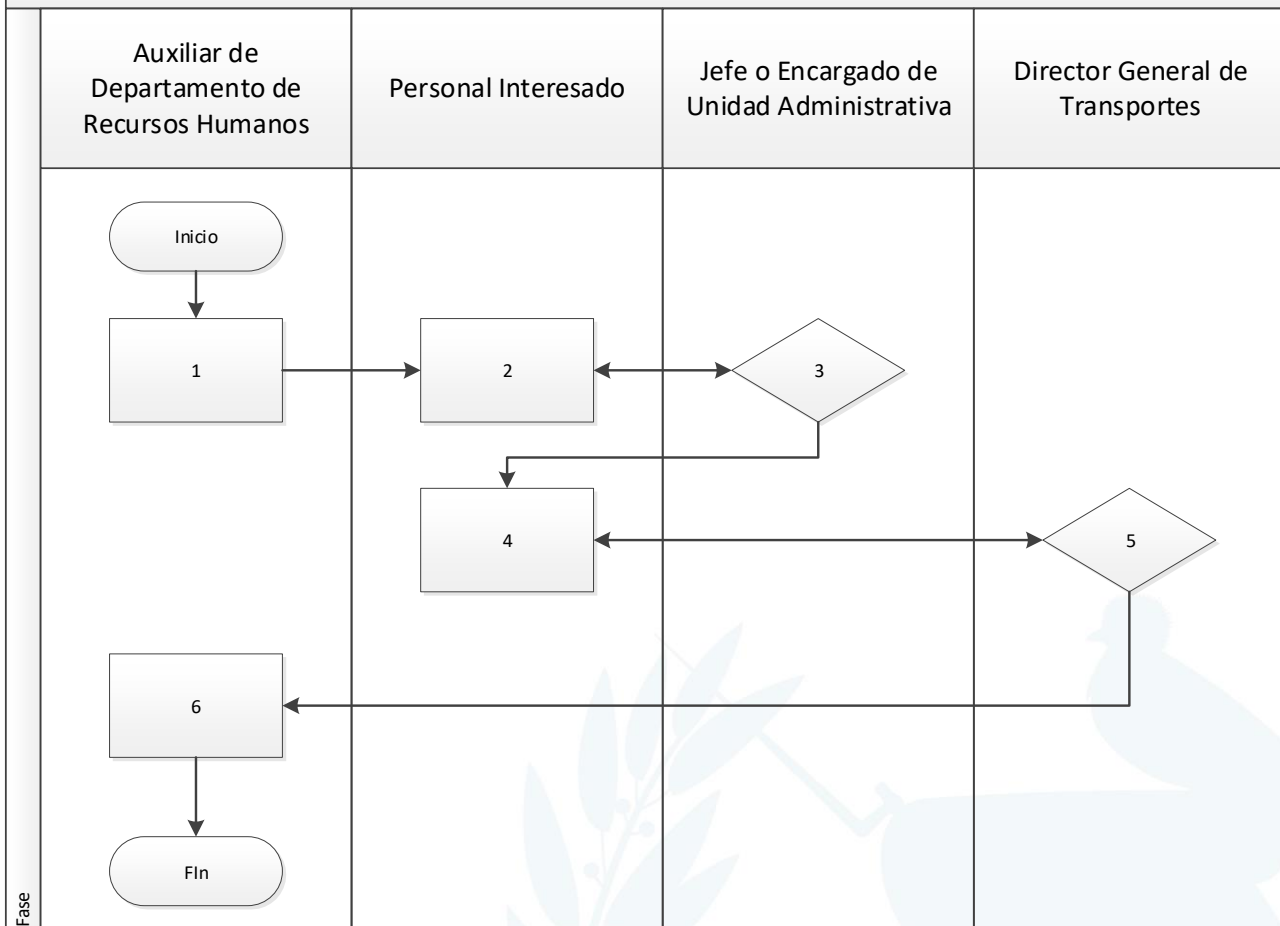 Auxiliar de
Departamento de
Recursos Humanos
Personal Interesado
Jefe o Encargado de
Unidad Administrativa
Director General de
Transportes
Inicio
1
2
3
4
5
6
FIn
Fase